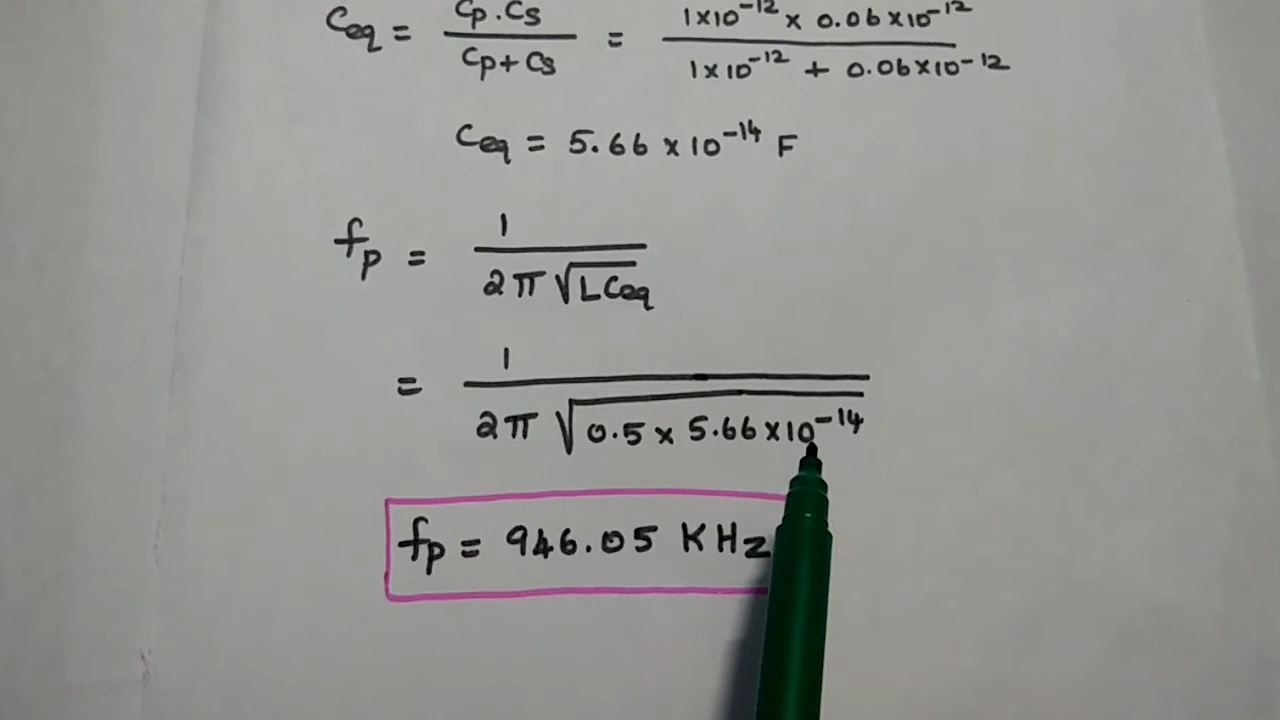 Ceq = Cp.Cs / Cp+Cs = 1x10⁻¹² x 0.06x10⁻¹² / 1x10⁻¹² + 0.06x10⁻¹²
Ceq = 5.66 x 10⁻¹⁴ F
fp = 1 / 2π √LCeq
= 1 / 2π √0.5 x 5.66x10⁻¹⁴
fp = 946.05 KHz